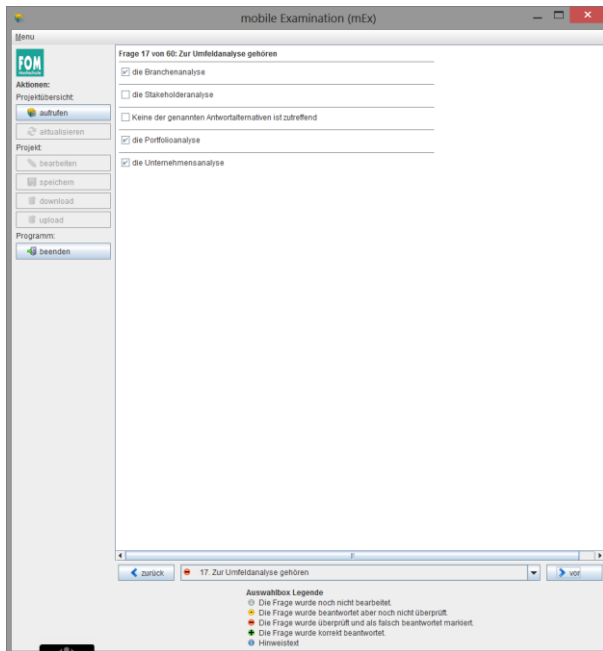 mobile Examination (mEx)
Menu
FOM
Hochschule
Aktionen:
Projektübersicht:
aufrufen
aktualisieren
Projekt:
bearbeiten
speichern
download
upload
Programm:
beenden
Frage 17 von 60: Zur Umfeldanalyse gehören
die Branchenanalyse
die Stakeholderanalyse
Keine der genannten Antwortalternativen ist zutreffend
die Portfolioanalyse
die Unternehmensanalyse
zurück
17. Zur Umfeldanalyse gehören
vor
Auswahlbox Legende
Die Frage wurde noch nicht bearbeitet.
Die Frage wurde beantwortet aber noch nicht überprüft.
Die Frage wurde überprüft und als falsch beantwortet markiert.
Die Frage wurde korrekt beantwortet.
Hinweistext